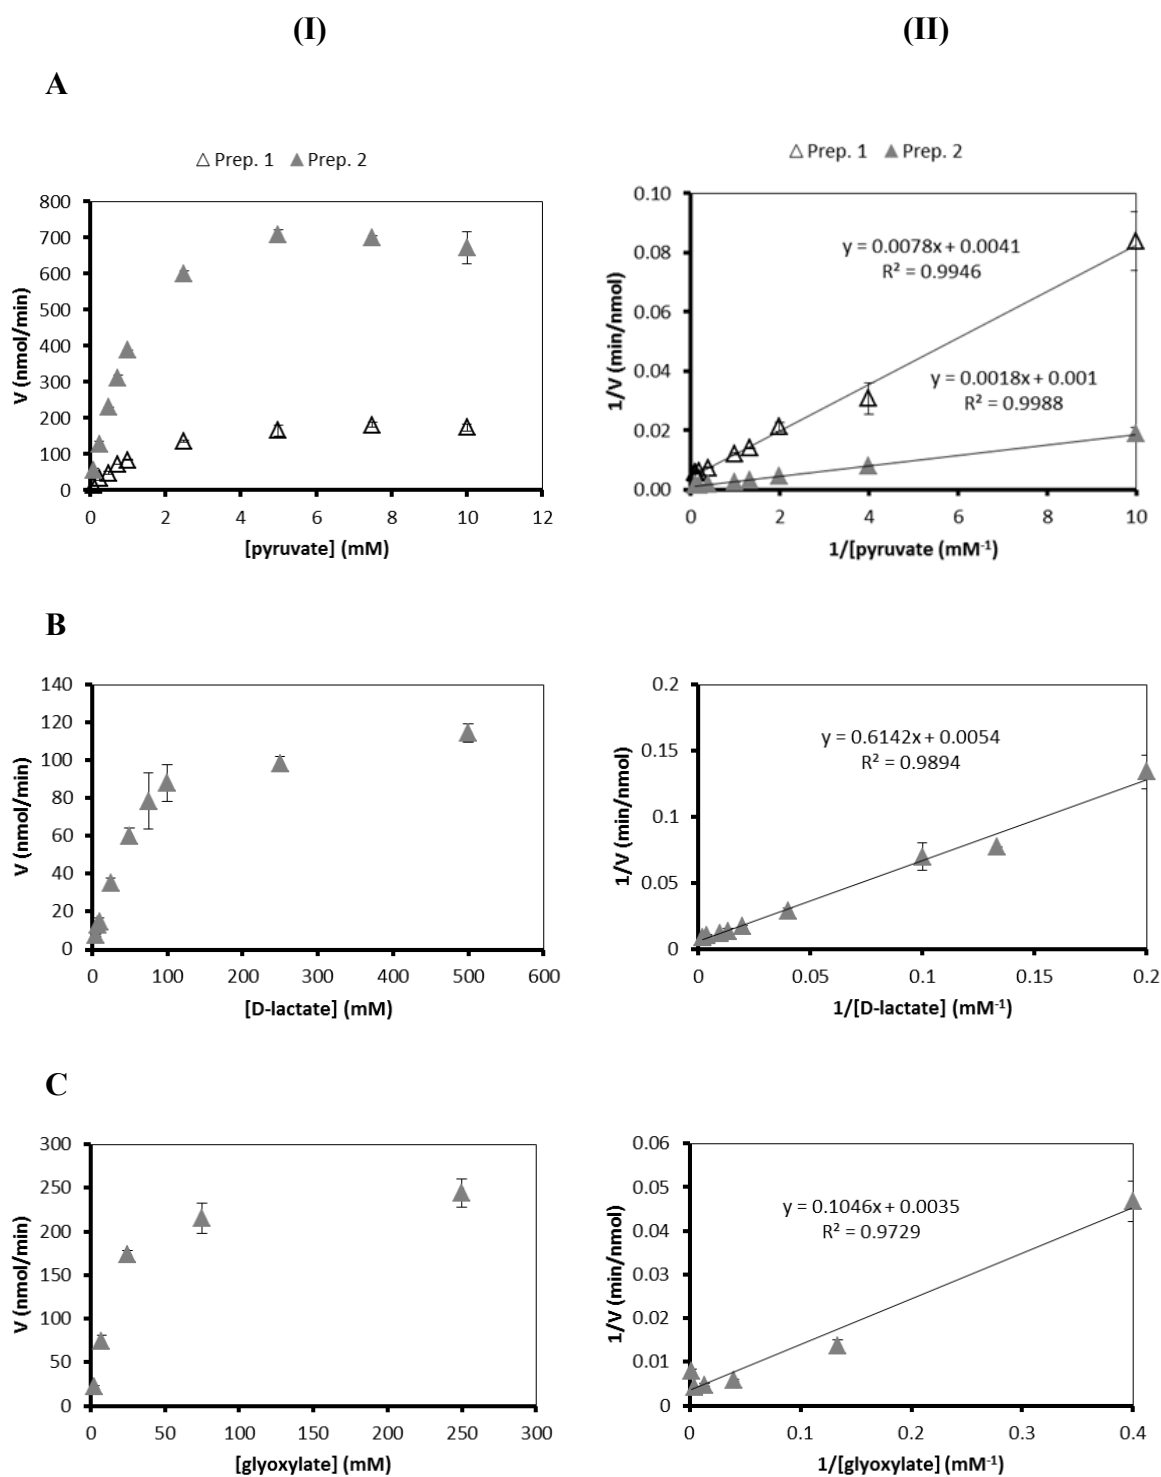 (I)
(II)
A
△ Prep. 1 ▲ Prep. 2
800
700
600
500
400
300
200
100
0
V (nmol/min)
0 2 4 6 8 10 12
[pyruvate] (mM)
△ Prep. 1 ▲ Prep. 2
0.10
0.08
0.06
0.04
0.02
0.00
1/V (min/nmol)
y = 0.0078x + 0.0041
R² = 0.9946
y = 0.0018x + 0.001
R² = 0.9988
0 2 4 6 8 10
1/[pyruvate (mM⁻¹)
B
140
120
100
80
60
40
20
0
V (nmol/min)
0 100 200 300 400 500 600
[D-lactate] (mM)
0.2
0.15
0.1
0.05
0
1/V (min/nmol)
y = 0.6142x + 0.0054
R² = 0.9894
0 0.05 0.1 0.15 0.2
1/[D-lactate] (mM⁻¹)
C
300
250
200
150
100
50
0
V (nmol/min)
0 50 100 150 200 250 300
[glyoxylate] (mM)
0.06
0.05
0.04
0.03
0.02
0.01
0
1/V (min/nmol)
y = 0.1046x + 0.0035
R² = 0.9729
0 0.1 0.2 0.3 0.4
1/[glyoxylate] (mM⁻¹)